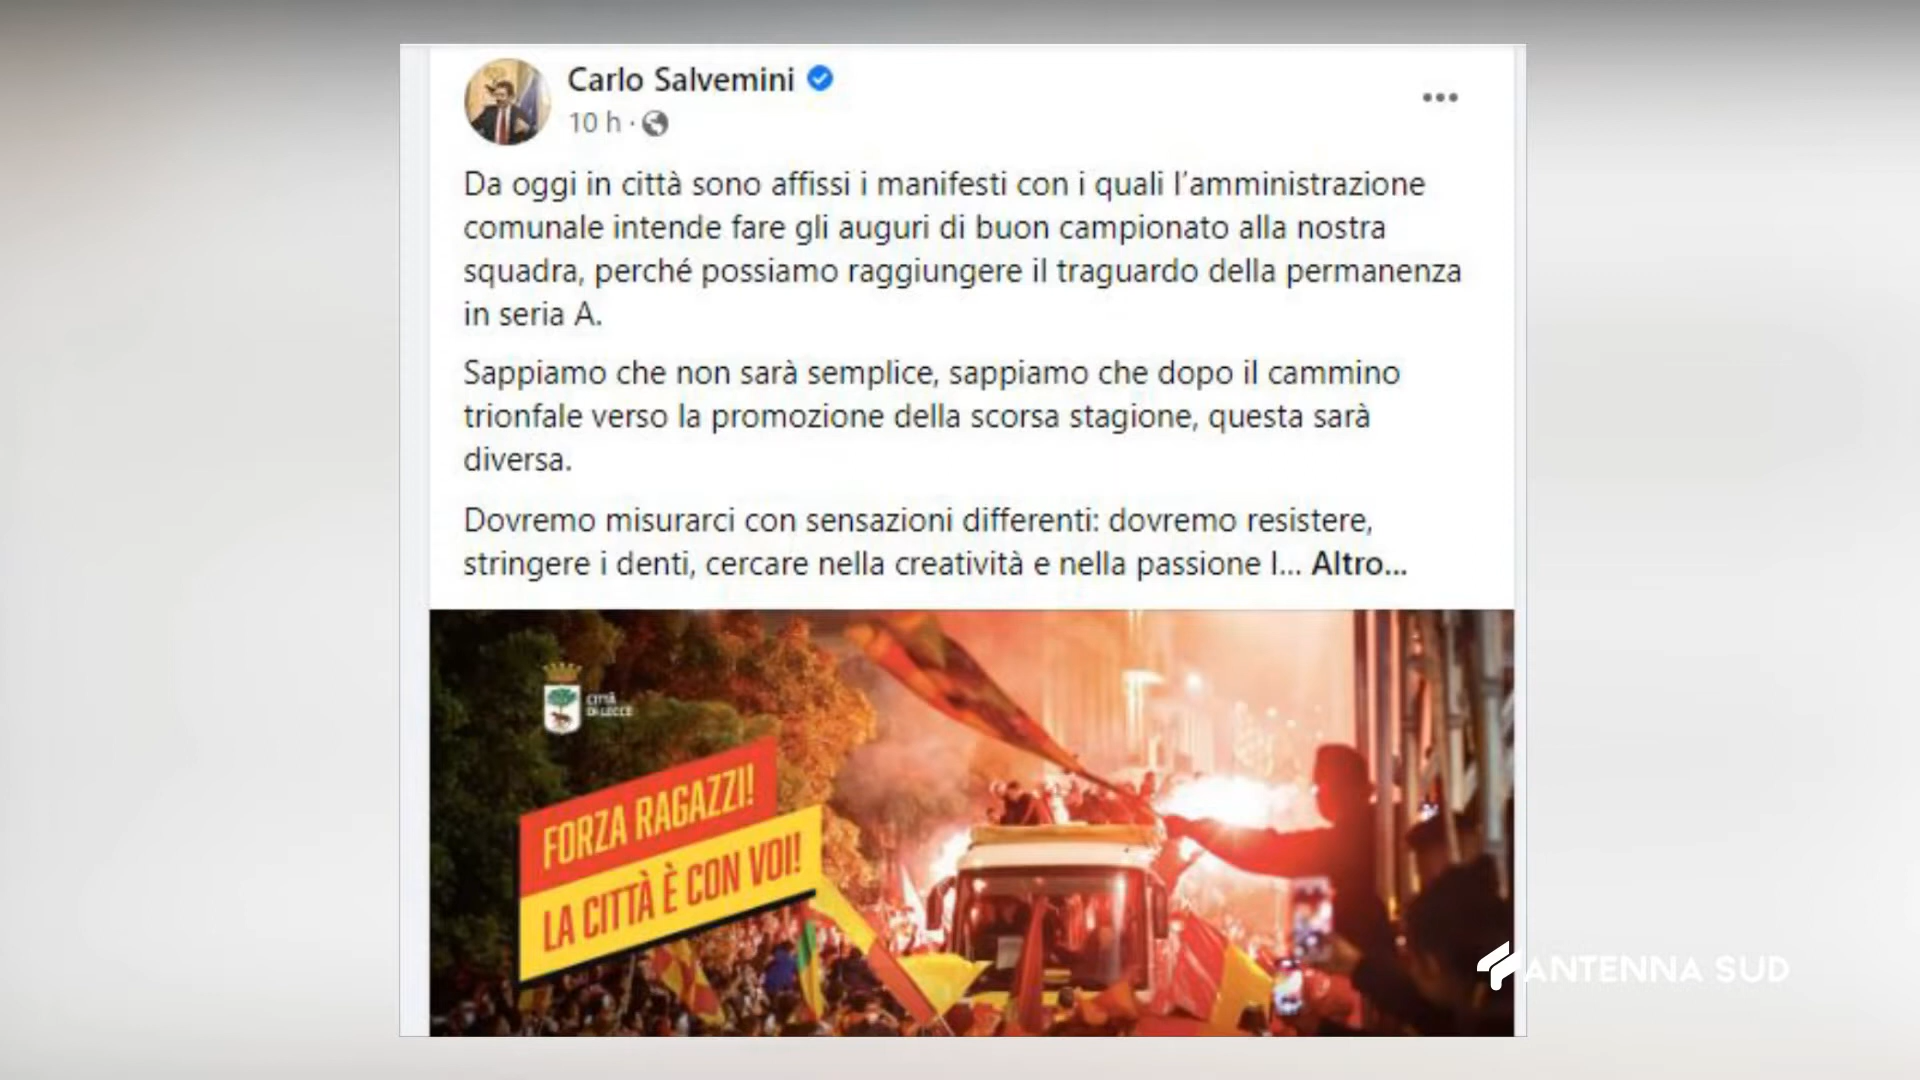 Carlo Salvemini
10 h ·
Da oggi in città sono affissi i manifesti con i quali l'amministrazione
comunale intende fare gli auguri di buon campionato alla nostra
squadra, perché possiamo raggiungere il traguardo della permanenza
in seria A.
Sappiamo che non sarà semplice, sappiamo che dopo il cammino
trionfale verso la promozione della scorsa stagione, questa sarà
diversa.
Dovremo misurarci con sensazioni differenti: dovremo resistere,
stringere i denti, cercare nella creatività e nella passione l... Altro...
CITTÀ
DI LECCE
FORZA RAGAZZI!
LA CITTÀ È CON VOI!
ANTENNA SUD